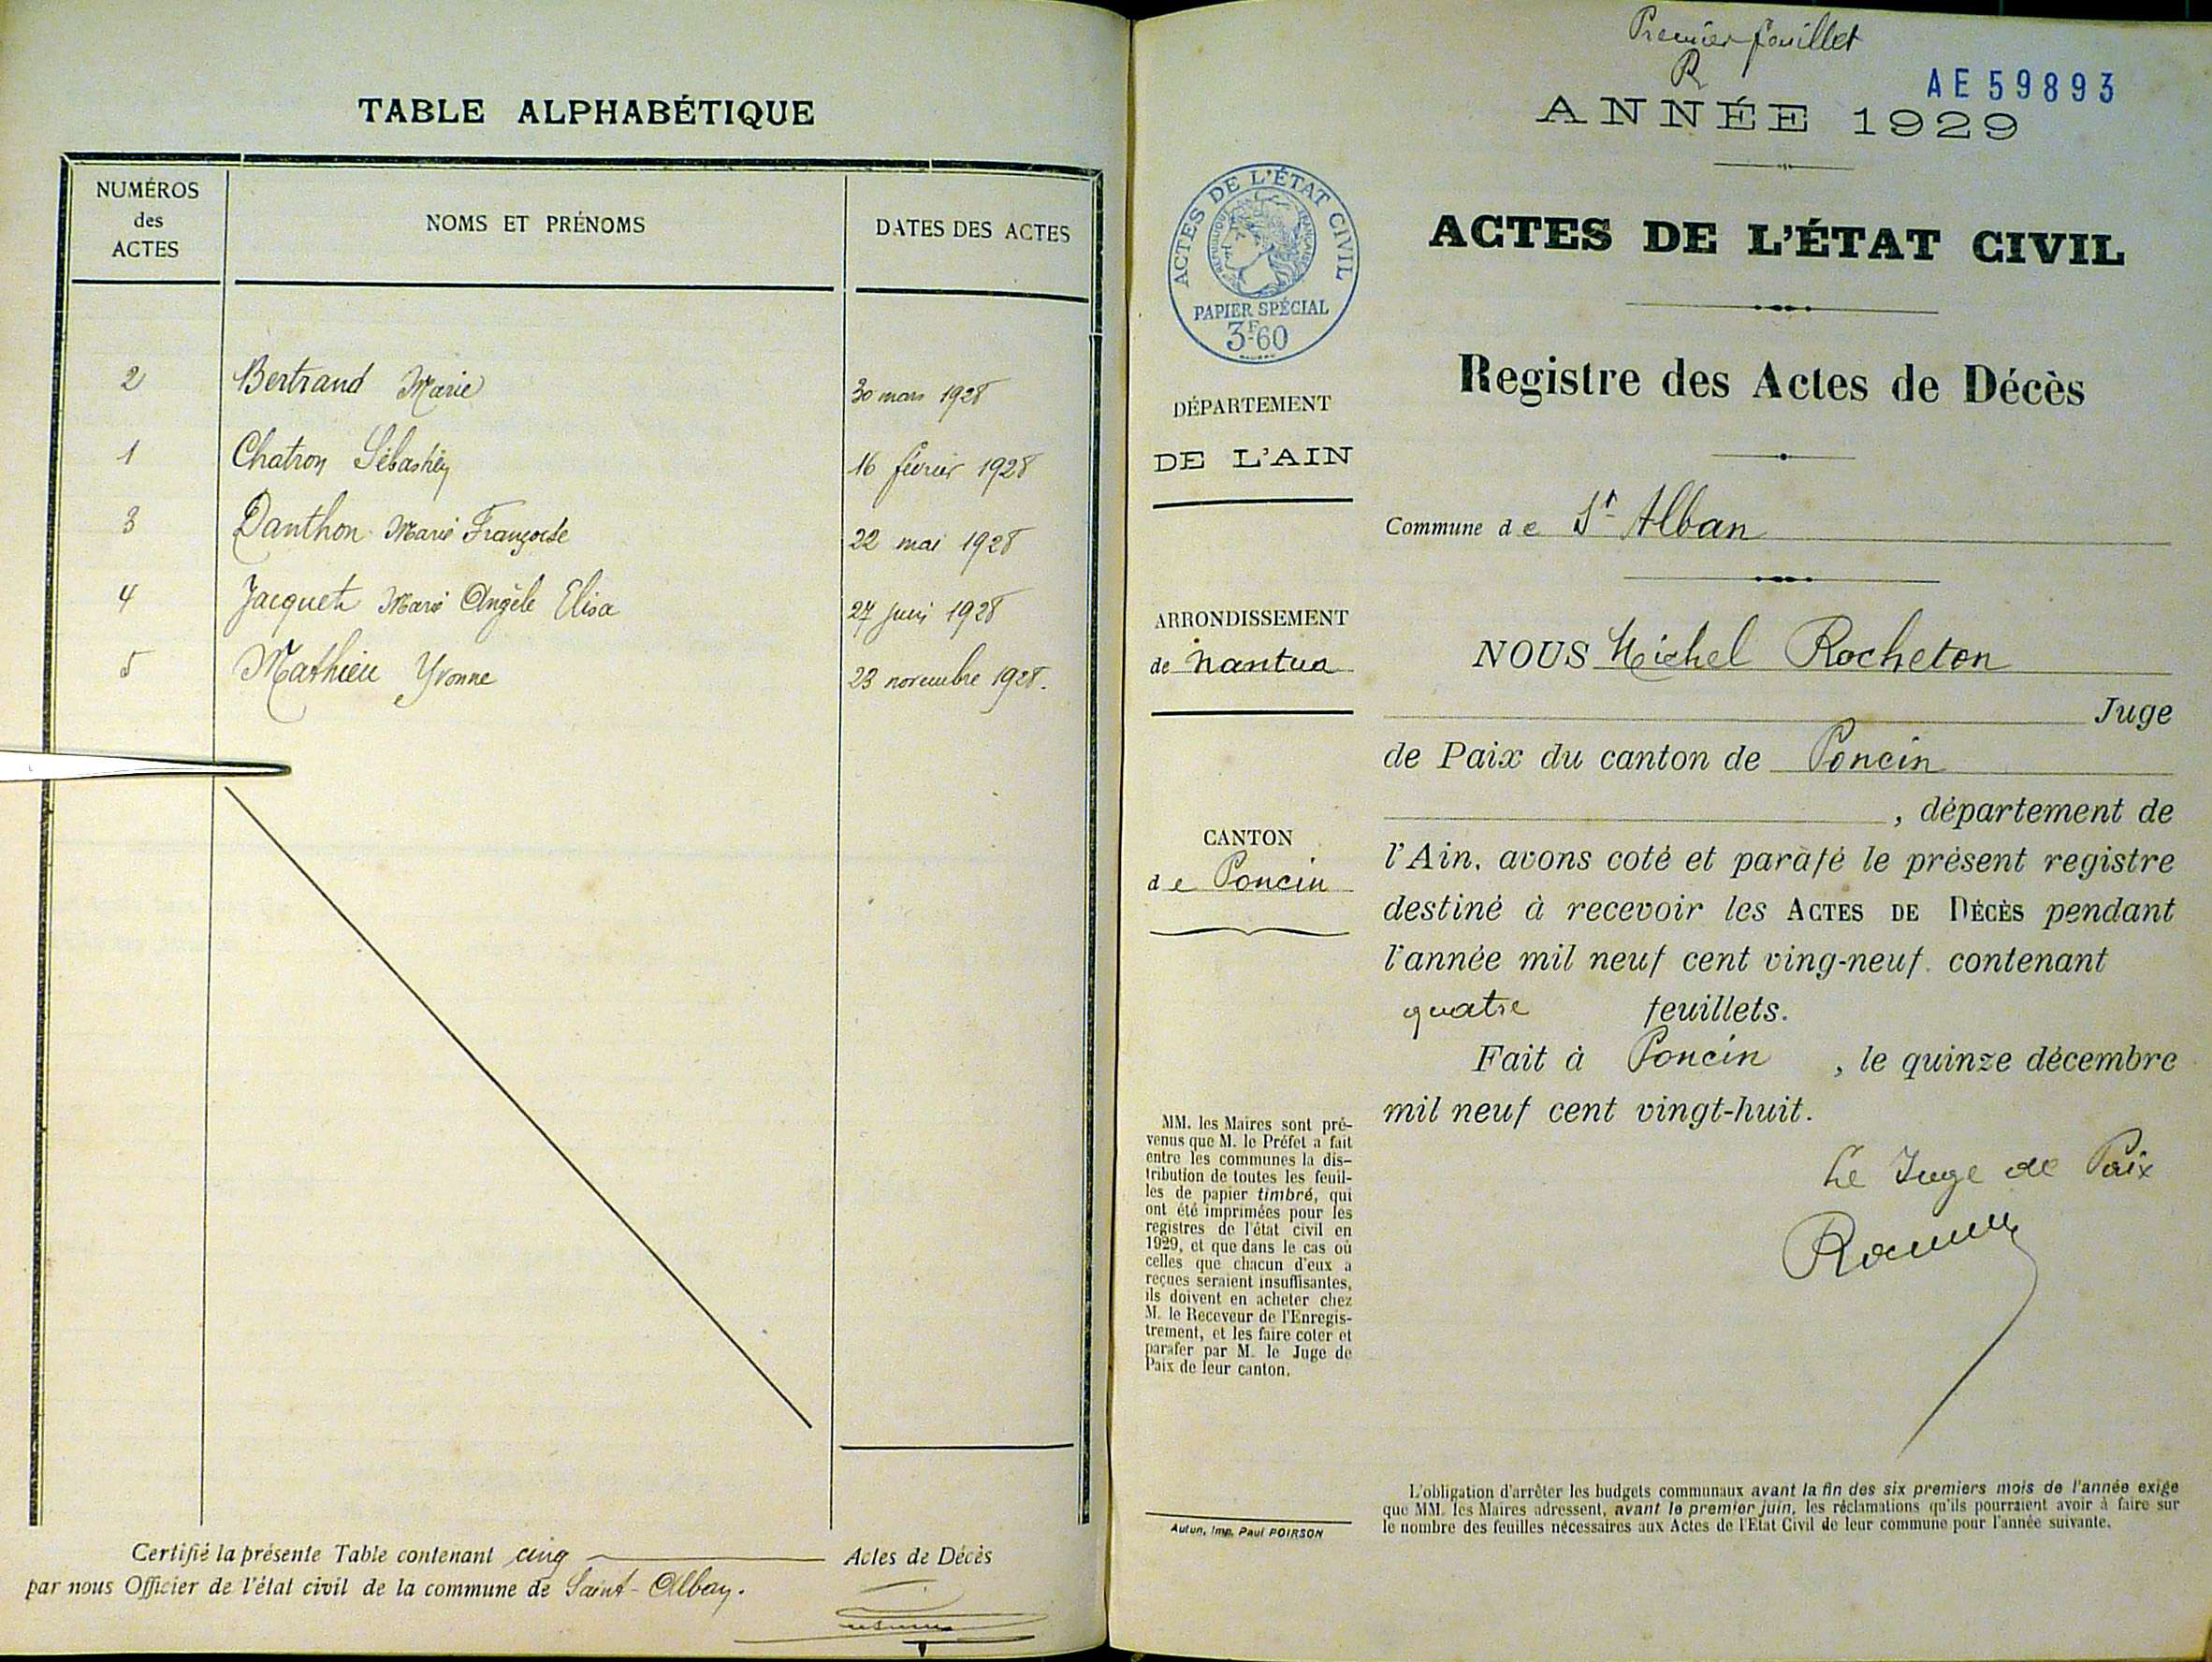 TABLE ALPHABÉTIQUE
NUMÉROS
des
ACTES
NOMS ET PRÉNOMS
DATES DES ACTES
2 Bertrand Marie 30 mars 1928
1 Chatron Sébastien 16 février 1928
3 Danthon Marie Françoise 22 mai 1928
4 Jacquet Marie Angèle Elisa 27 juin 1928
5 Mathieu Yvonne 23 novembre 1928.
Certifié la présente Table contenant cinq Actes de Décès
par nous Officier de l'état civil de la commune de Saint-Alban.
Premier feuillet
R
AE 59893
ANNÉE 1929
ACTES DE L'ÉTAT CIVIL
RÉPUBLIQUE FRANÇAISE
PAPIER SPÉCIAL
3F60
DÉPARTEMENT
DE L'AIN
ARRONDISSEMENT
de Nantua
CANTON
de Poncin
MM. les Maires sont pré-
venus que M. le Préfet a fait
entre les communes la dis-
tribution de toutes les feuil-
les de papier timbré, qui
ont été imprimées pour les
registres de l'état civil en
1929, et que dans le cas où
celles que chacun d'eux a
reçues seraient insuffisantes,
ils doivent en acheter chez
M. le Receveur de l'Enregis-
trement, et les faire coter et
parafer par M. le Juge de
Paix de leur canton.
Autun, Imp. Paul POIRSON
ACTES DE L'ÉTAT CIVIL
Registre des Actes de Décès
Commune de St Alban
NOUS Michel Rocheton
Juge
de Paix du canton de Poncin
, département de
l'Ain, avons coté et parafé le présent registre
destiné à recevoir les ACTES DE DÉCÈS pendant
l'année mil neuf cent ving-neuf. contenant
quatre feuillets.
Fait à Poncin, le quinze décembre
mil neuf cent vingt-huit.
Le Juge de Paix
L'obligation d'arrêter les budgets communaux avant la fin des six premiers mois de l'année exige
que MM. les Maires adressent, avant le premier juin, les réclamations qu'ils pourraient avoir à faire sur
le nombre des feuilles nécessaires aux Actes de l'Etat Civil de leur commune pour l'année suivante.